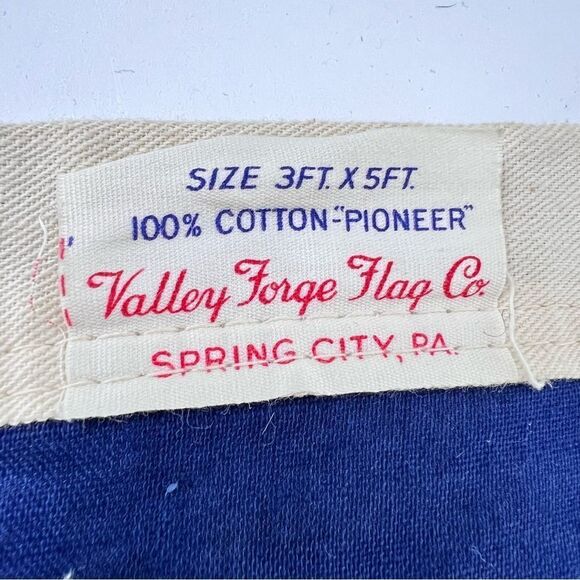 SIZE 3FT. X 5FT.
100% COTTON-"PIONEER"
Valley Forge Flag Co.
SPRING CITY, PA.